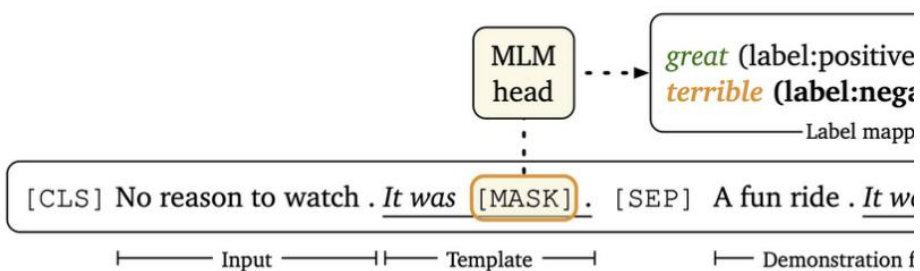 MLM
head
great (label:positive
terrible (label:nega
Label mapp
[CLS] No reason to watch . It was [MASK] . [SEP] A fun ride . It wa
Input Template Demonstration f